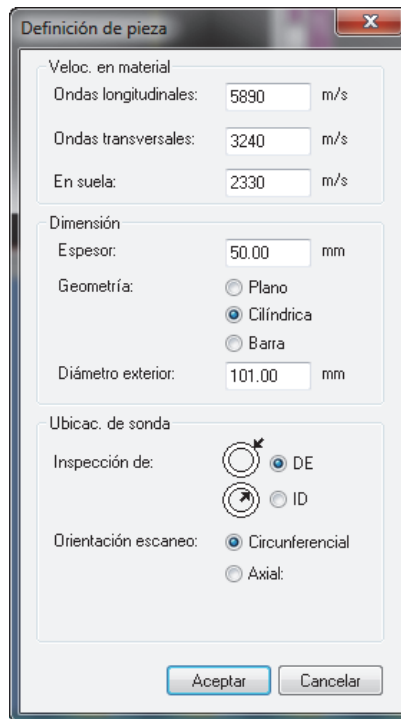 Definición de pieza
Veloc. en material
Ondas longitudinales: 5890 m/s
Ondas transversales: 3240 m/s
En suela: 2330 m/s
Dimensión
Espesor: 50.00 mm
Geometría: Plano
Cilíndrica
Barra
Diámetro exterior: 101.00 mm
Ubicac. de sonda
Inspección de: DE
ID
Orientación escaneo: Circunferencial
Axial:
Aceptar Cancelar